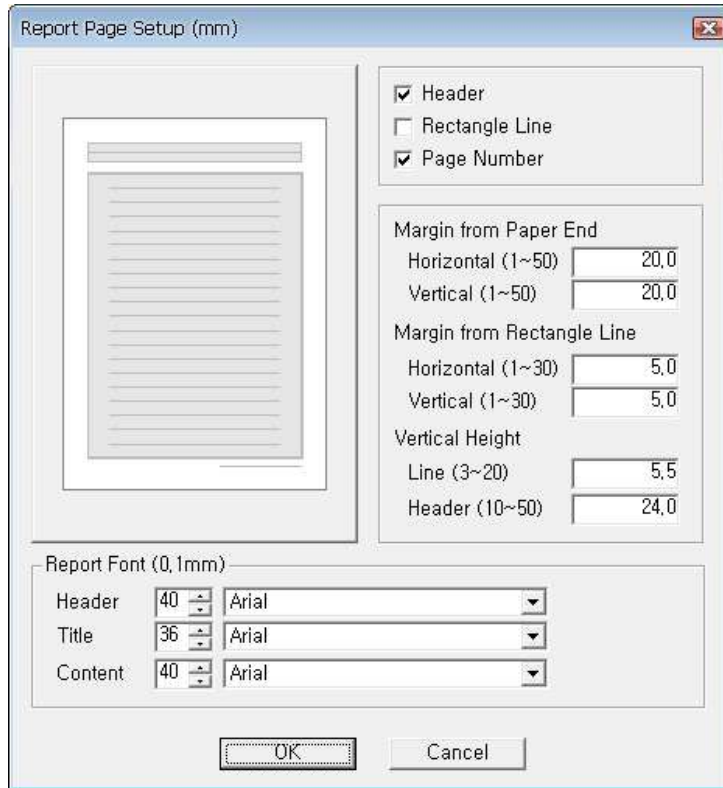 Report Page Setup (mm)
Header
Rectangle Line
Page Number
Margin from Paper End
Horizontal (1~50) 20,0
Vertical (1~50) 20,0
Margin from Rectangle Line
Horizontal (1~30) 5,0
Vertical (1~30) 5,0
Vertical Height
Line (3~20) 5,5
Header (10~50) 24,0
Report Font (0,1mm)
Header 40 Arial
Title 36 Arial
Content 40 Arial
OK Cancel